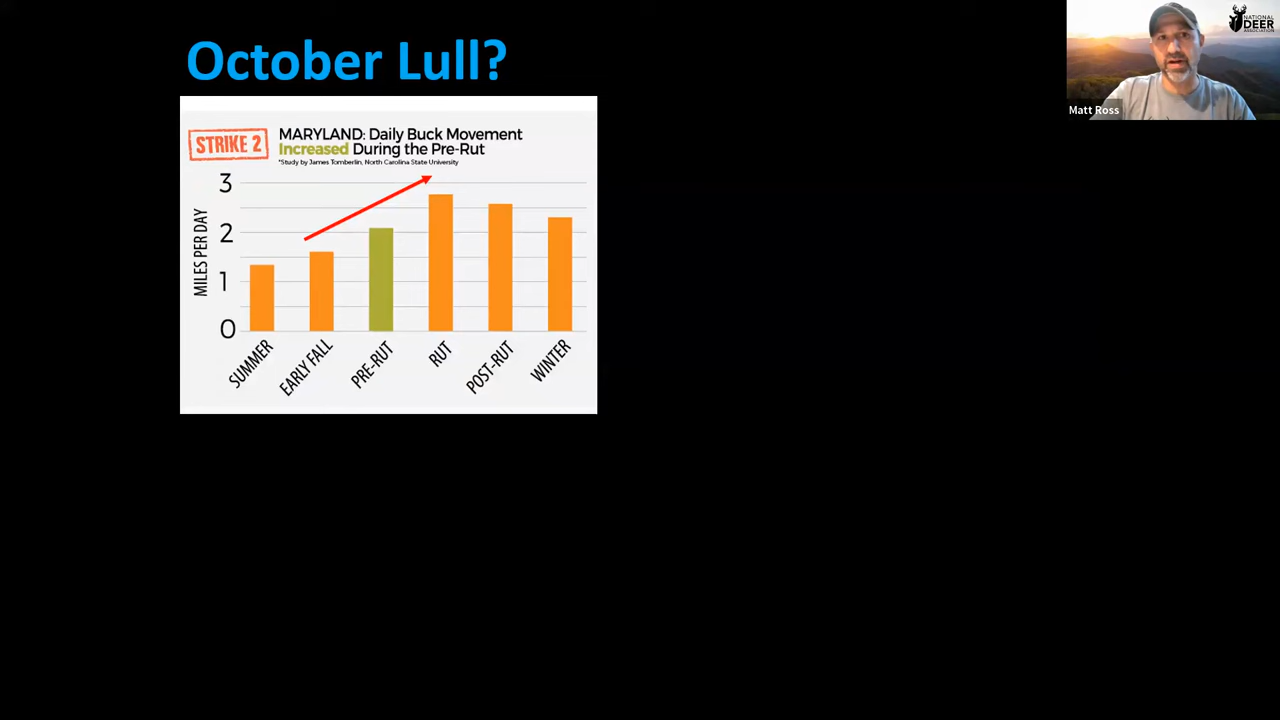 October Lull?
STRIKE 2
MARYLAND: Daily Buck Movement
Increased During the Pre-Rut
*Study by James Tomberlin, North Carolina State University
3
2
1
0
MILES PER DAY
SUMMER
EARLY FALL
PRE-RUT
RUT
POST-RUT
WINTER
NATIONAL
DEER
ASSOCIATION
Matt Ross